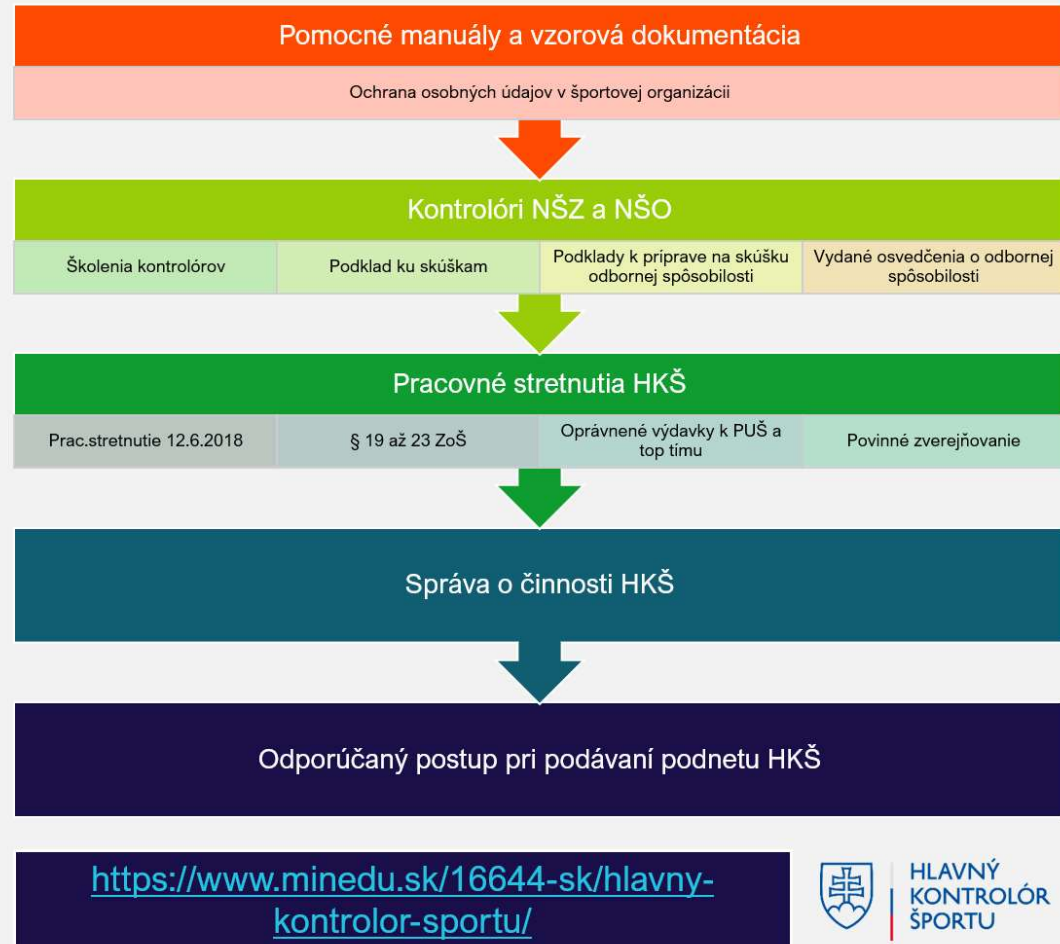 Pomocné manuály a vzorová dokumentácia
Ochrana osobných údajov v športovej organizácii
Kontrolóri NŠZ a NŠO
Školenia kontrolórov
Podklad ku skúškam
Podklady k príprave na skúšku
odbornej spôsobilosti
Vydané osvedčenia o odbornej
spôsobilosti
Pracovné stretnutia HKŠ
Prac.stretnutie 12.6.2018
§ 19 až 23 ZoŠ
Oprávnené výdavky k PUŠ a
top tímu
Povinné zverejňovanie
Správa o činnosti HKŠ
Odporúčaný postup pri podávaní podnetu HKŠ
https://www.minedu.sk/16644-sk/hlavny-
kontrolor-sportu/
HLAVNÝ
KONTROLÓR
ŠPORTU